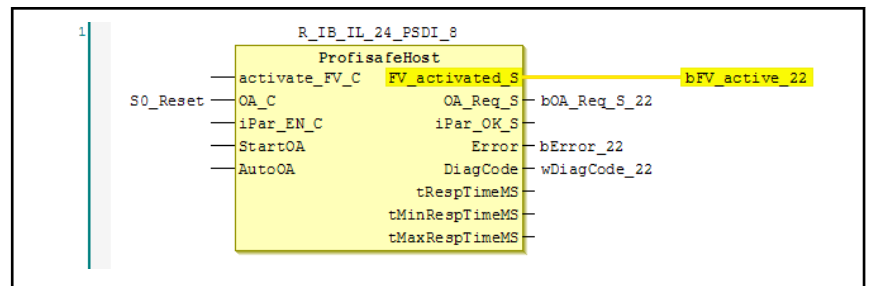 1
R_IB_IL_24_PSDI_8
ProfisafeHost
activate_FV_C FV_activated_S bFV_active_22
S0_Reset OA_C OA_Req_S bOA_Req_S_22
iPar_EN_C iPar_OK_S
StartOA Error bError_22
AutoOA DiagCode wDiagCode_22
tRespTimeMS
tMinRespTimeMS
tMaxRespTimeMS